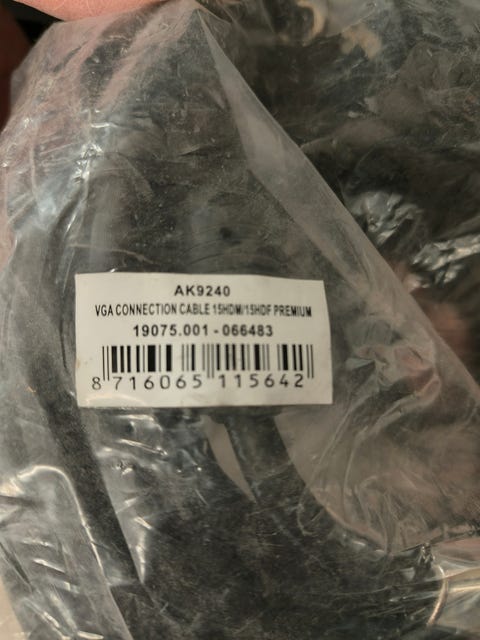 AK9240
VGA CONNECTION CABLE 15HDM/15HDF PREMIUM
19075.001 - 066483
8 716065 115642